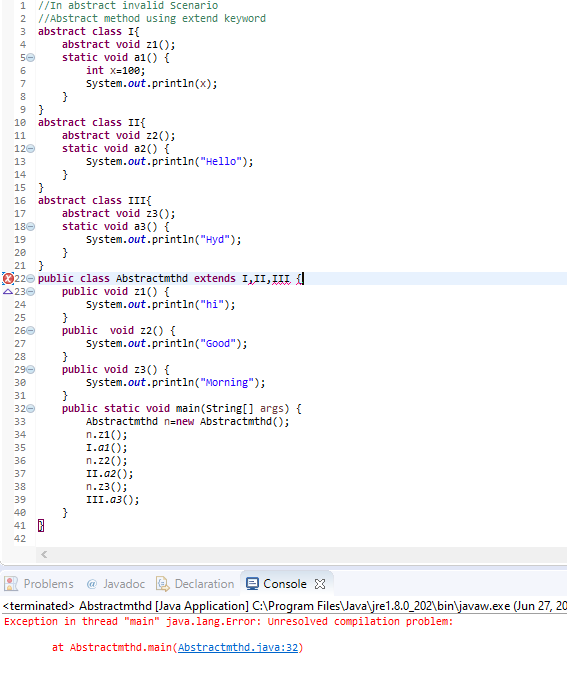 1 //In abstract invalid Scenario
2 //Abstract method using extend keyword
3 abstract class I{
4 abstract void z1();
5 static void a1() {
6 int x=100;
7 System.out.println(x);
8 }
9 }
10 abstract class II{
11 abstract void z2();
12 static void a2() {
13 System.out.println("Hello");
14 }
15 }
16 abstract class III{
17 abstract void z3();
18 static void a3() {
19 System.out.println("Hyd");
20 }
21 }
22 public class Abstractmthd extends I,II,III {
23 public void z1() {
24 System.out.println("hi");
25 }
26 public  void z2() {
27 System.out.println("Good");
28 }
29 public void z3() {
30 System.out.println("Morning");
31 }
32 public static void main(String[] args) {
33 Abstractmthd n=new Abstractmthd();
34 n.z1();
35 I.a1();
36 n.z2();
37 II.a2();
38 n.z3();
39 III.a3();
40 }
41 }
42
Problems @ Javadoc Declaration Console
<terminated> Abstractmthd [Java Application] C:\Program Files\Java\jre1.8.0_202\bin\javaw.exe (Jun 27, 20
Exception in thread "main" java.lang.Error: Unresolved compilation problem:
at Abstractmthd.main(Abstractmthd.java:32)